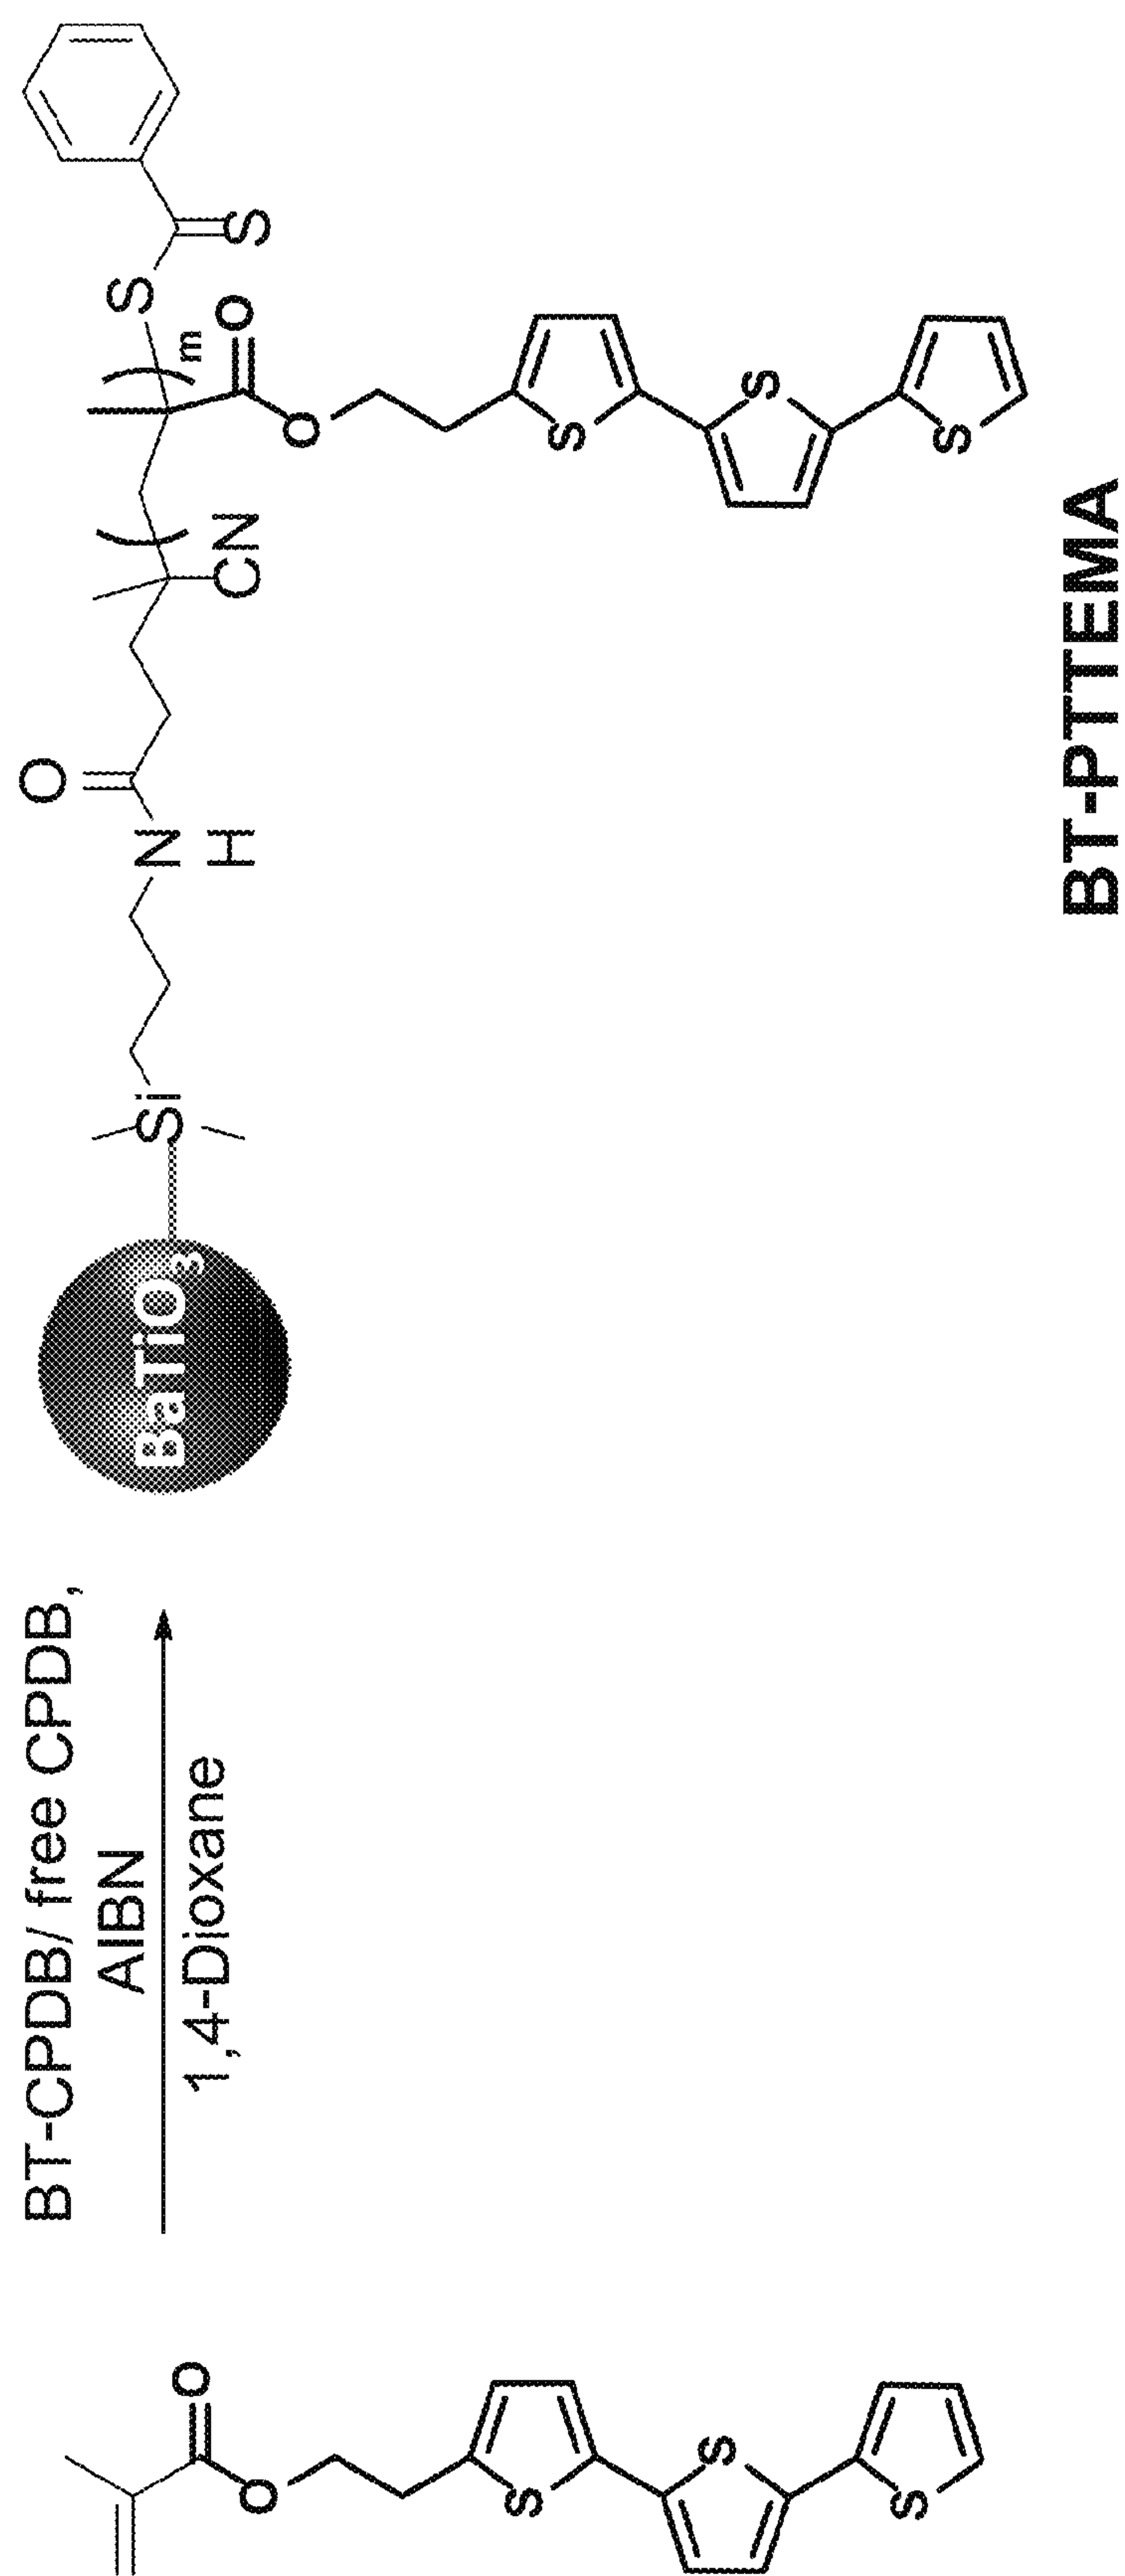 O
O
S
S
S
BT-CPDB/ free CPDB,
AIBN
1,4-Dioxane
BaTiO3
Si
N
H
O
CN
m
S
S
O
O
S
S
S
BT-PTTEMA